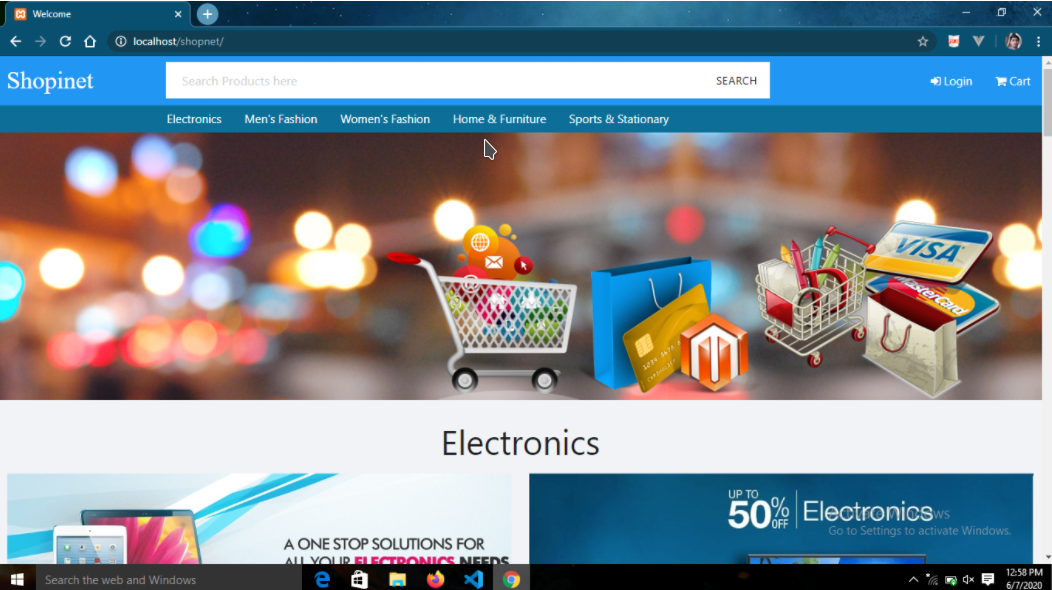 Welcome
localhost/shopnet/
Shopinet
Search Products here
SEARCH
Login
Cart
Electronics
Men's Fashion
Women's Fashion
Home & Furniture
Sports & Stationary
VISA
MasterCard
Electronics
A ONE STOP SOLUTIONS FOR
ALL YOUR ELECTRONICS NEEDS
UP TO
50% OFF
Electronics
Windows
Go to Settings to activate Windows.
Search the web and Windows
12:58 PM
6/7/2020